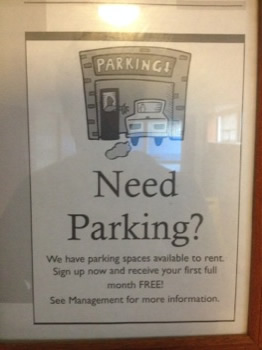 PARKING!
Need
Parking?
We have parking spaces available to rent.
Sign up now and receive your first full
month FREE!
See Management for more information.